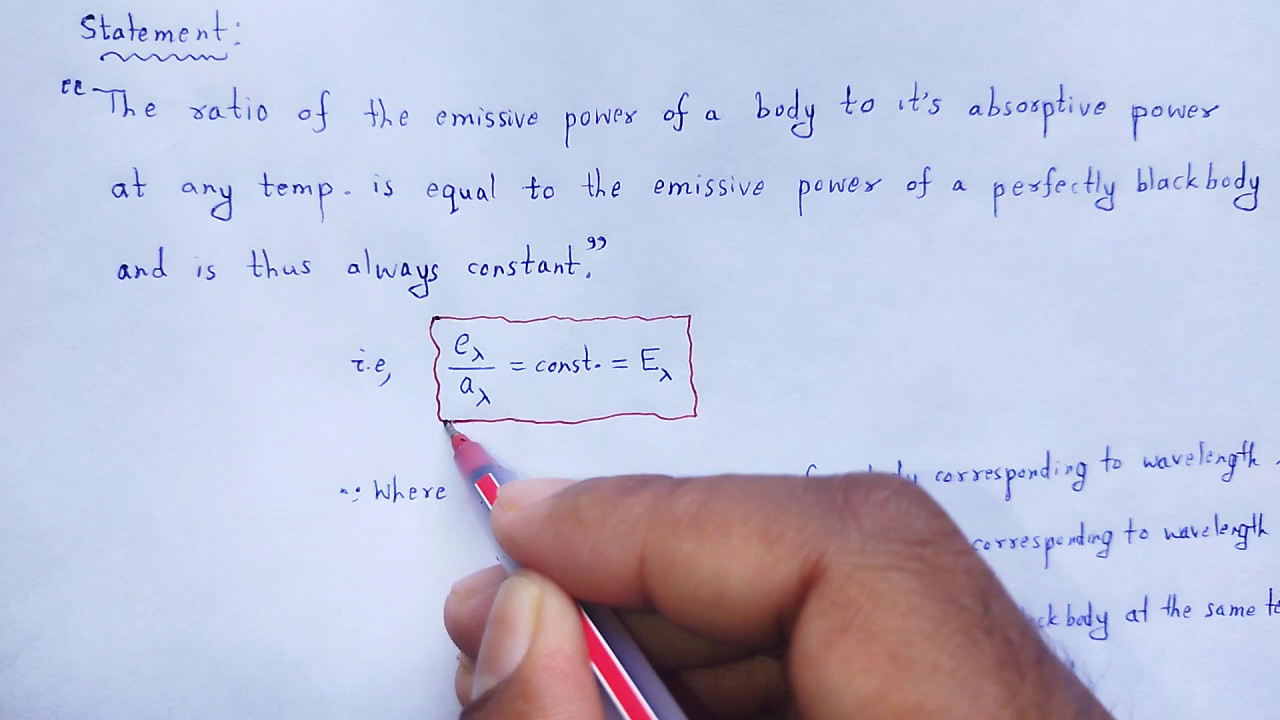 Statement:
"The ratio of the emissive power of a body to it's absorptive power
at any temp. is equal to the emissive power of a perfectly blackbody
and is thus always constant."
i.e, eλ/aλ = const. = Eλ
∵ Where body corresponding to wavelength
corresponding to wavelength
body at the same